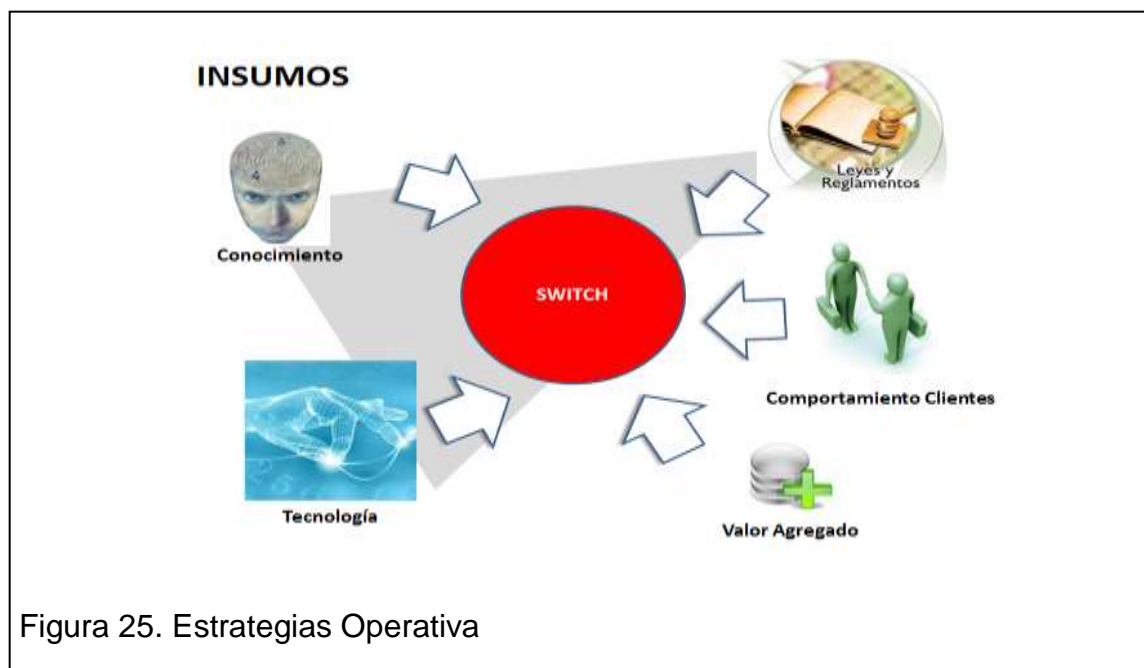 INSUMOS
Leyes y
Reglamentos
Conocimiento
SWITCH
Comportamiento Clientes
Tecnología
Valor Agregado
Figura 25. Estrategias Operativa